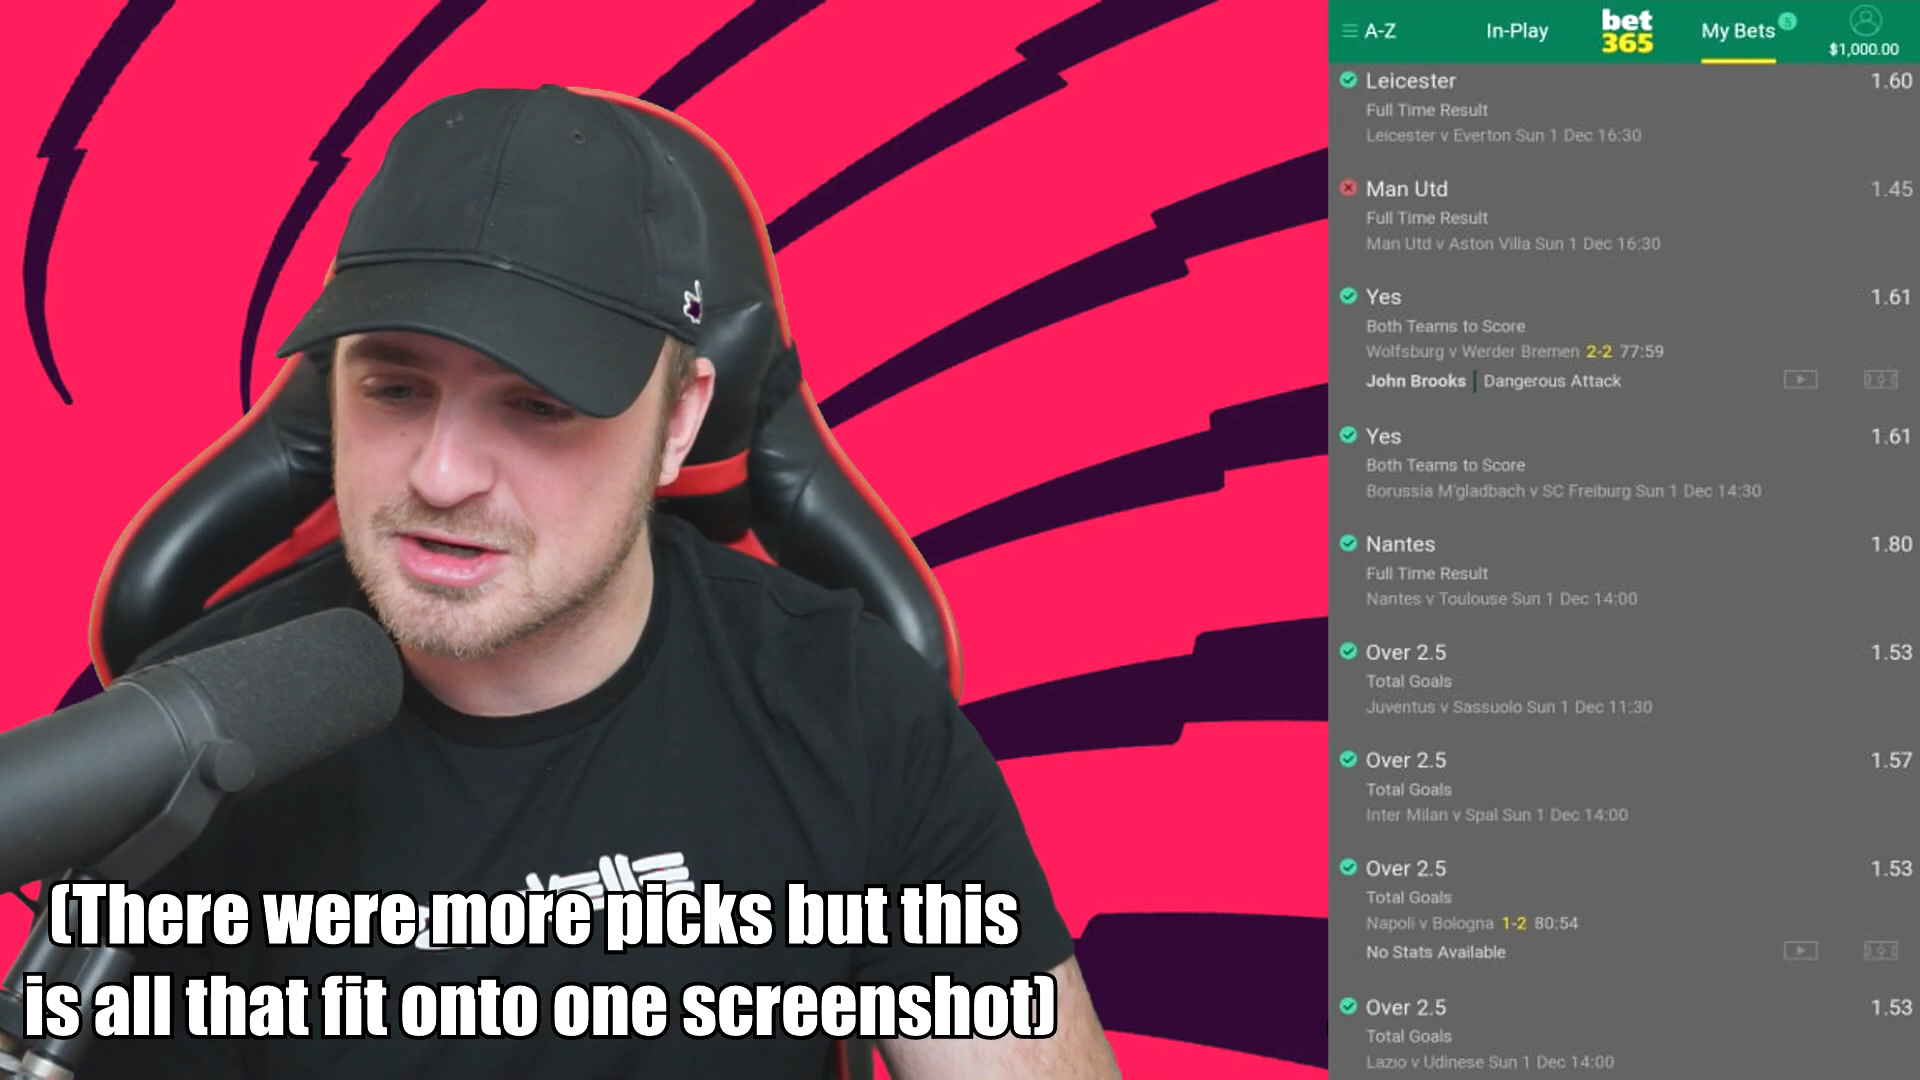 A-Z In-Play bet 365 My Bets 5 $1,000.00
Leicester 1.60
Full Time Result
Leicester v Everton Sun 1 Dec 16:30
Man Utd 1.45
Full Time Result
Man Utd v Aston Villa Sun 1 Dec 16:30
Yes 1.61
Both Teams to Score
Wolfsburg v Werder Bremen 2-2 77:59
John Brooks Dangerous Attack
Yes 1.61
Both Teams to Score
Borussia M'gladbach v SC Freiburg Sun 1 Dec 14:30
Nantes 1.80
Full Time Result
Nantes v Toulouse Sun 1 Dec 14:00
Over 2.5 1.53
Total Goals
Juventus v Sassuolo Sun 1 Dec 11:30
Over 2.5 1.57
Total Goals
Inter Milan v Spal Sun 1 Dec 14:00
Over 2.5 1.53
Total Goals
Napoli v Bologna 1-2 80:54
No Stats Available
Over 2.5 1.53
Total Goals
Lazio v Udinese Sun 1 Dec 14:00
(There were more picks but this
is all that fit onto one screenshot)